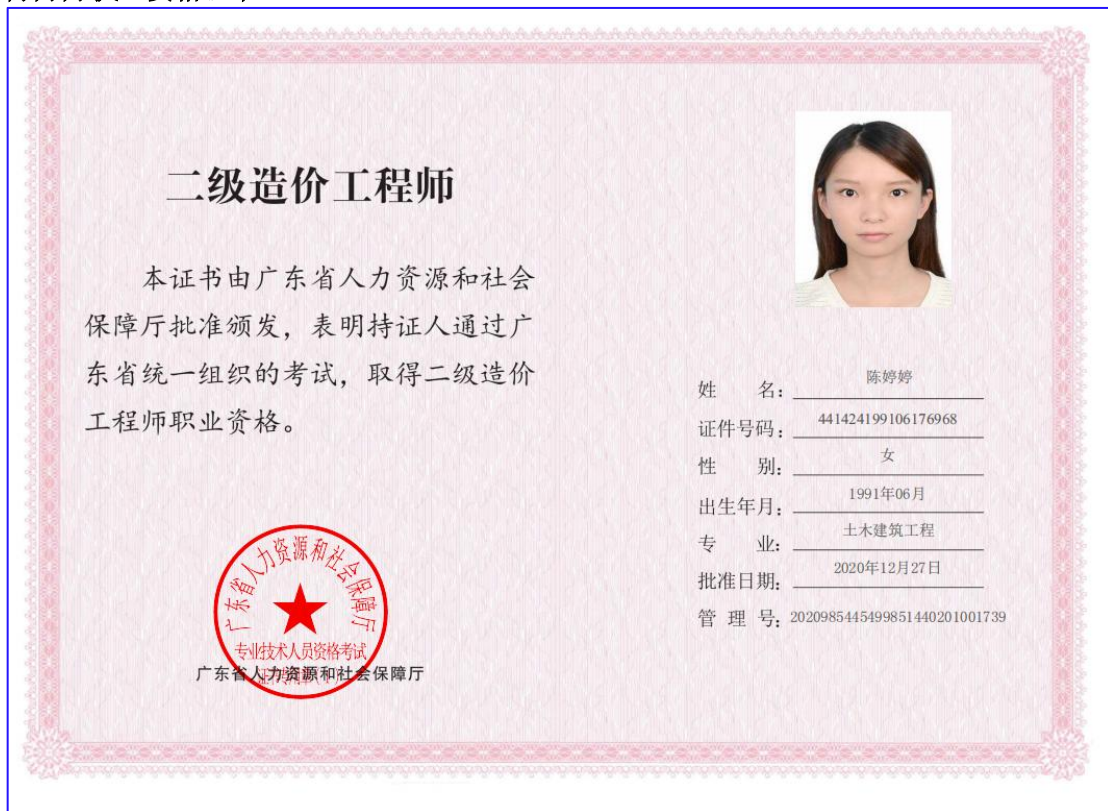 二级造价工程师
本证书由广东省人力资源和社会
保障厅批准颁发，表明持证人通过广
东省统一组织的考试，取得二级造价
工程师职业资格。
姓 名：陈婷婷
证件号码：441424199106176968
性 别：女
出生年月：1991年06月
专 业：土木建筑工程
批准日期：2020年12月27日
管 理 号：20209854454998514402010017​39
广东省人力资源和社会保障厅
专业技术人员资格考试
广东省人力资源和社会保障厅